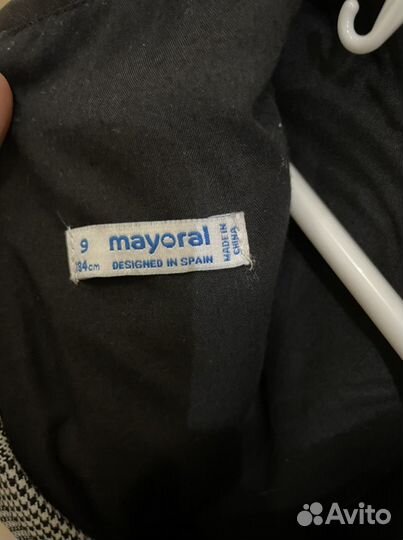 9 mayoral
134cm DESIGNED IN SPAIN
MADE IN
CHINA
Avito